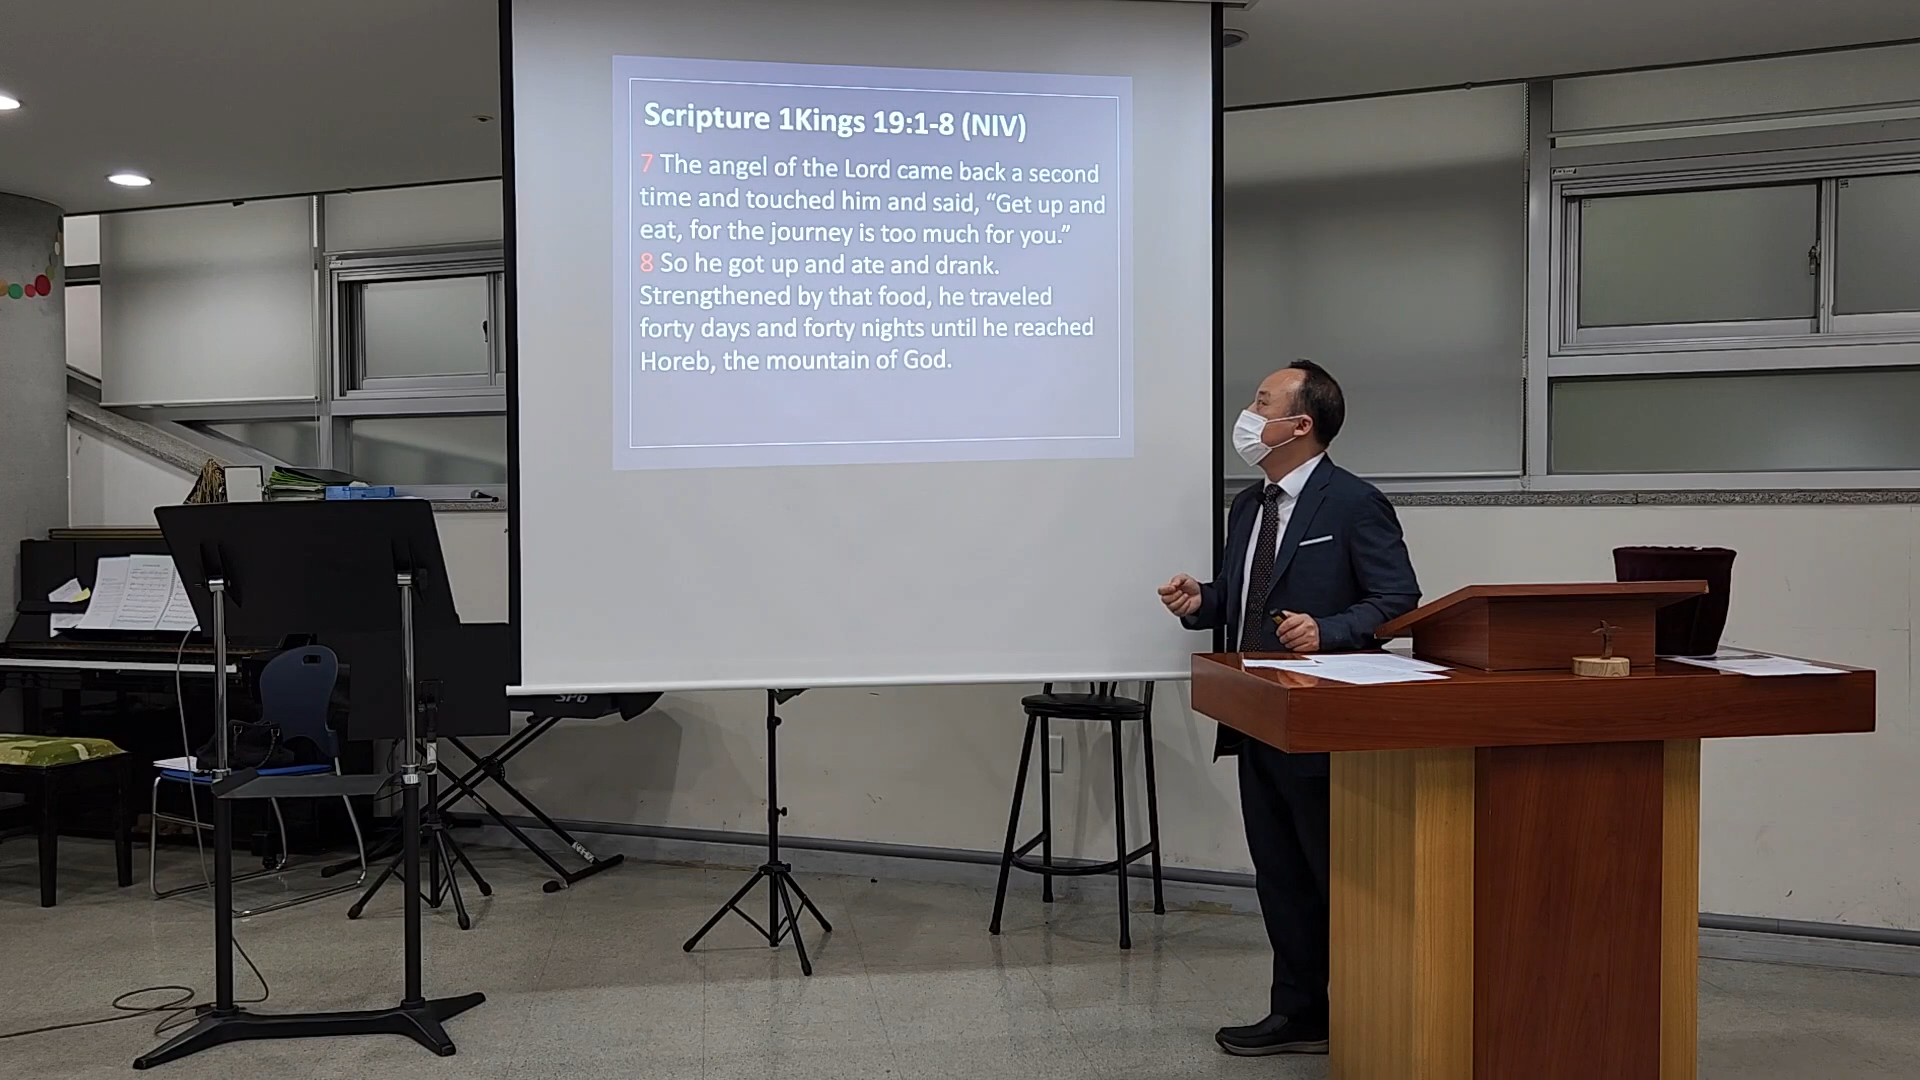 Scripture 1Kings 19:1-8 (NIV)
7 The angel of the Lord came back a second
time and touched him and said, “Get up and
eat, for the journey is too much for you.”
8 So he got up and ate and drank.
Strengthened by that food, he traveled
forty days and forty nights until he reached
Horeb, the mountain of God.
SP6